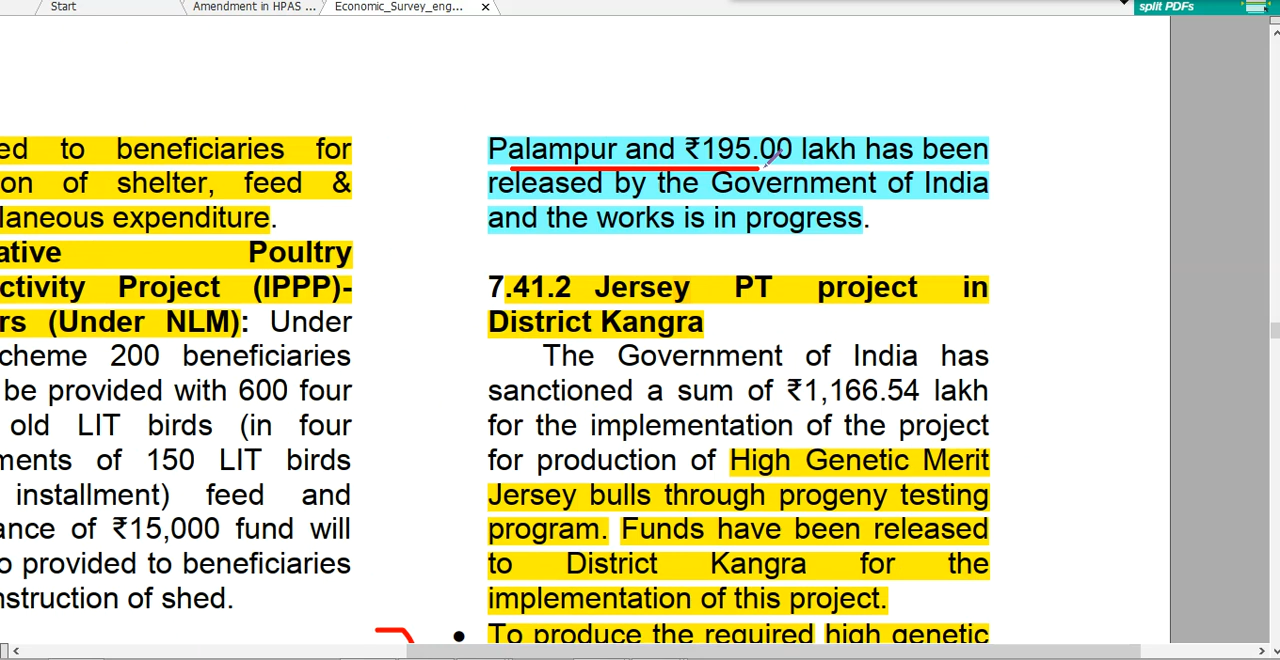 Start
Amendment in HPAS ...
Economic_Survey_eng...
split PDFs
ed to beneficiaries for
on of shelter, feed &
laneous expenditure.
ative Poultry
ctivity Project (IPPP)-
rs (Under NLM): Under
cheme 200 beneficiaries
be provided with 600 four
old LIT birds (in four
ments of 150 LIT birds
installment) feed and
ance of ₹15,000 fund will
o provided to beneficiaries
nstruction of shed.
Palampur and ₹195.00 lakh has been
released by the Government of India
and the works is in progress.
7.41.2 Jersey PT project in
District Kangra
The Government of India has
sanctioned a sum of ₹1,166.54 lakh
for the implementation of the project
for production of High Genetic Merit
Jersey bulls through progeny testing
program. Funds have been released
to District Kangra for the
implementation of this project.
• To produce the required high genetic